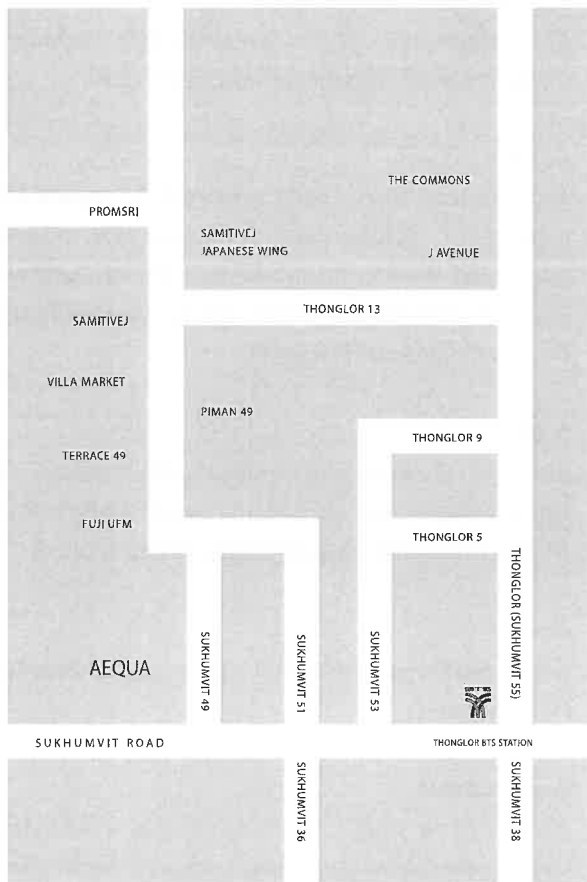 THE COMMONS
PROMSRI
SAMITIVEJ
JAPANESE WING
J AVENUE
THONGLOR 13
SAMITIVEJ
VILLA MARKET
PIMAN 49
THONGLOR 9
TERRACE 49
FUJI UFM
THONGLOR 5
THONGLOR (SUKHUMVIT 55)
SUKHUMVIT 49
SUKHUMVIT 51
SUKHUMVIT 53
AEQUA
SUKHUMVIT ROAD
THONGLOR BTS STATION
SUKHUMVIT 36
SUKHUMVIT 38